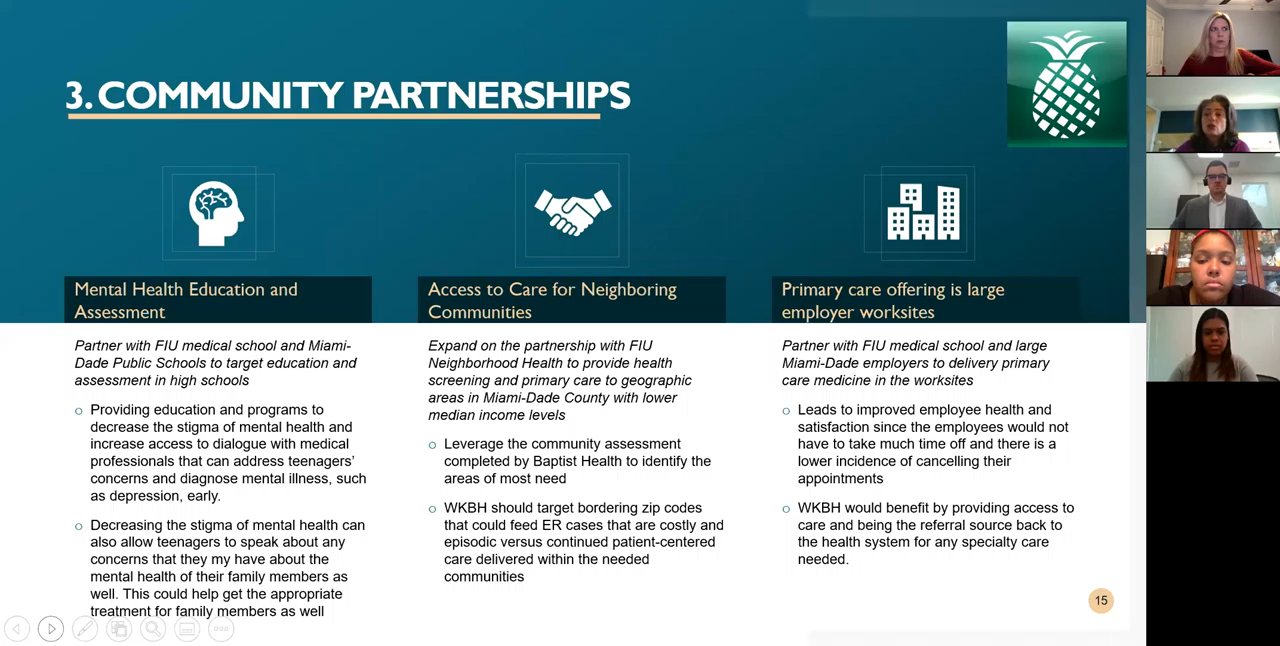 3. COMMUNITY PARTNERSHIPS
Mental Health Education and
Assessment
Partner with FIU medical school and Miami-
Dade Public Schools to target education and
assessment in high schools
o Providing education and programs to
decrease the stigma of mental health and
increase access to dialogue with medical
professionals that can address teenagers'
concerns and diagnose mental illness, such
as depression, early.
o Decreasing the stigma of mental health can
also allow teenagers to speak about any
concerns that they my have about the
mental health of their family members as
well. This could help get the appropriate
treatment for family members as well
Access to Care for Neighboring
Communities
Expand on the partnership with FIU
Neighborhood Health to provide health
screening and primary care to geographic
areas in Miami-Dade County with lower
median income levels
o Leverage the community assessment
completed by Baptist Health to identify the
areas of most need
o WKBH should target bordering zip codes
that could feed ER cases that are costly and
episodic versus continued patient-centered
care delivered within the needed
communities
Primary care offering is large
employer worksites
Partner with FIU medical school and large
Miami-Dade employers to delivery primary
care medicine in the worksites
o Leads to improved employee health and
satisfaction since the employees would not
have to take much time off and there is a
lower incidence of cancelling their
appointments
o WKBH would benefit by providing access to
care and being the referral source back to
the health system for any specialty care
needed.
15